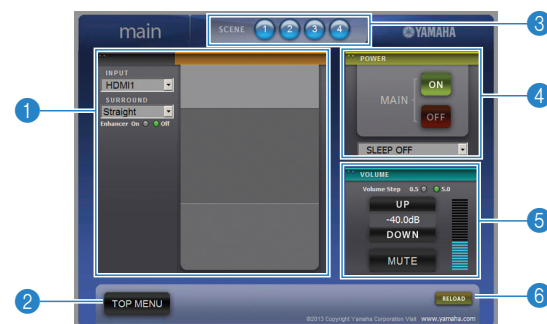 main
SCENE 1 2 3 4
YAMAHA
3
INPUT
HDMI1
SURROUND
Straight
Enhancer On Off
1
POWER
MAIN
ON
OFF
SLEEP OFF
4
VOLUME
Volume Step 0.5 5.0
UP
-40.0dB
DOWN
MUTE
5
2
TOP MENU
RELOAD
6
©2013 Copyright Yamaha Corporation Visit www.yamaha.com